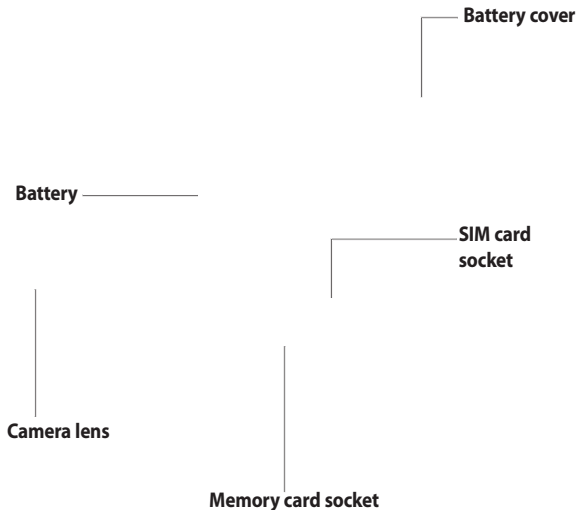 Battery cover
Battery
SIM card
socket
Camera lens
Memory card socket